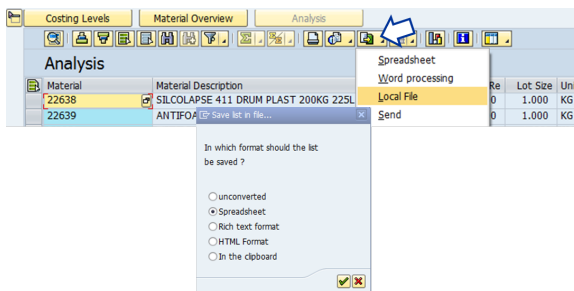 Costing Levels Material Overview Analysis
Analysis
Spreadsheet
Word processing
Local File
Send
Material Material Description Re Lot Size Un
22638 SILCOLAPSE 411 DRUM PLAST 200KG 225L 0 1.000 KG
22639 ANTIFOA 0 1.000 KG
Save list in file...
In which format should the list
be saved ?
unconverted
Spreadsheet
Rich text format
HTML Format
In the clipboard